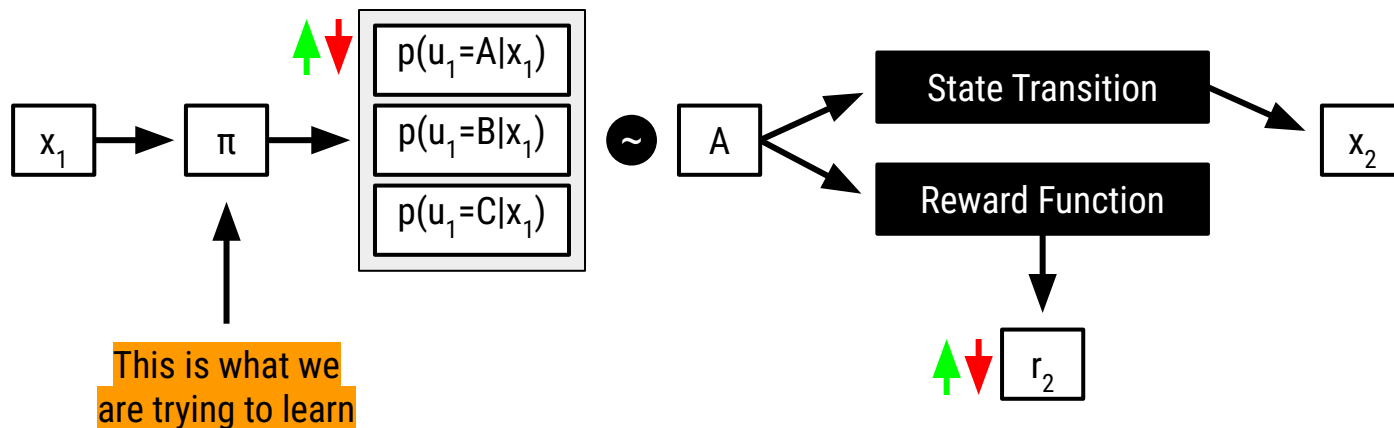 x₁
π
p(u₁=A|x₁)
p(u₁=B|x₁)
p(u₁=C|x₁)
~
A
State Transition
Reward Function
x₂
r₂
This is what we
are trying to learn